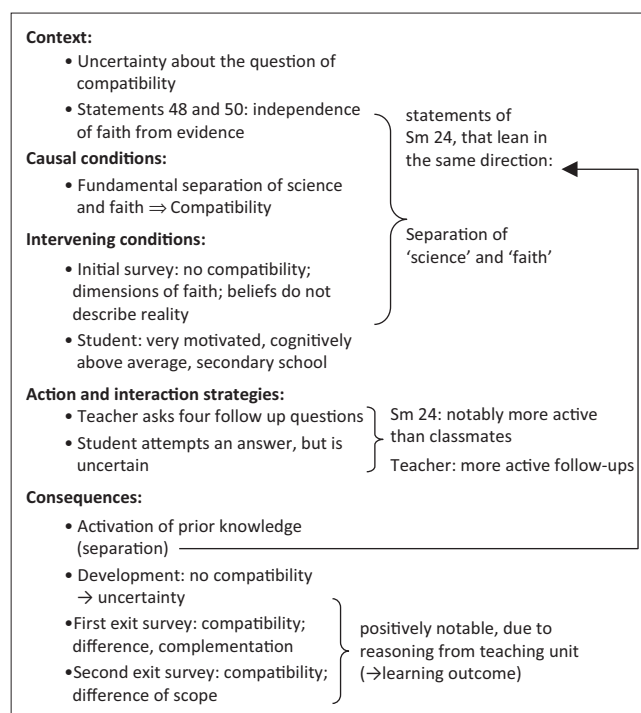 Context:
• Uncertainty about the question of
compatibility
• Statements 48 and 50: independence
of faith from evidence
statements of
Sm 24, that lean in
the same direction:
Causal conditions:
• Fundamental separation of science
and faith ⇒ Compatibility
Separation of
‘science’ and ‘faith’
Intervening conditions:
• Initial survey: no compatibility;
dimensions of faith; beliefs do not
describe reality
• Student: very motivated, cognitively
above average, secondary school
Action and interaction strategies:
• Teacher asks four follow up questions
• Student attempts an answer, but is
uncertain
Sm 24: notably more active
than classmates
Teacher: more active follow-ups
Consequences:
• Activation of prior knowledge
(separation)
• Development: no compatibility
→ uncertainty
•First exit survey: compatibility;
difference, complementation
•Second exit survey: compatibility;
difference of scope
positively notable, due to
reasoning from teaching unit
(→learning outcome)